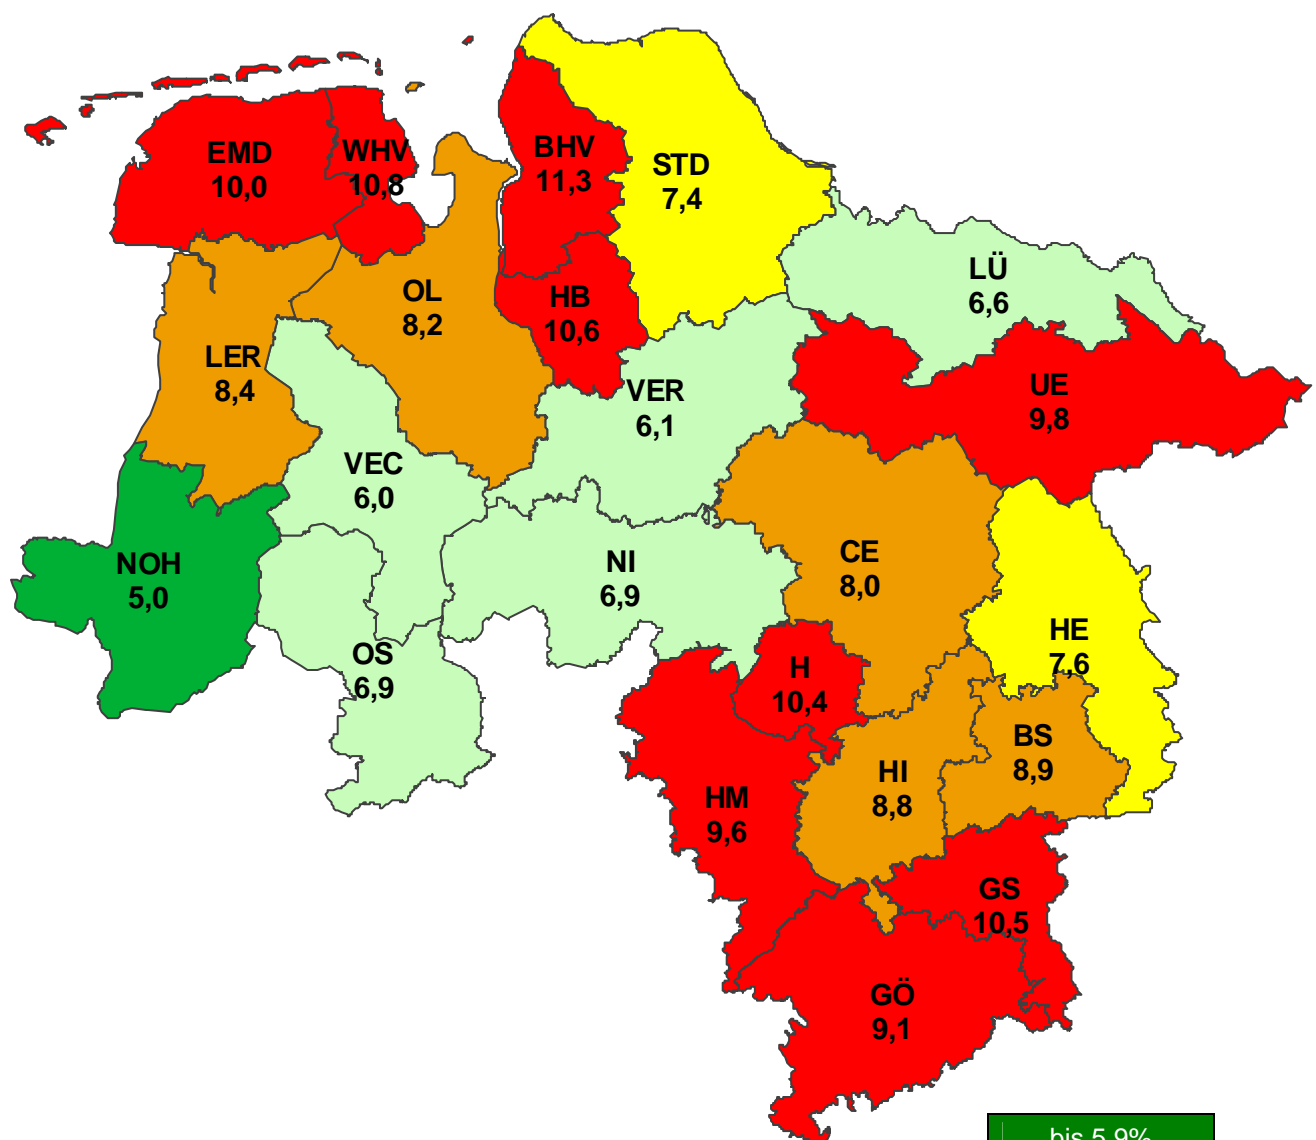 EMD
10,0
WHV
10,8
BHV
11,3
STD
7,4
LÜ
6,6
OL
8,2
HB
10,6
LER
8,4
VER
6,1
UE
9,8
VEC
6,0
NOH
5,0
NI
6,9
CE
8,0
OS
6,9
HE
7,6
H
10,4
BS
8,9
HI
8,8
HM
9,6
GS
10,5
GÖ
9,1
bis 5,9%